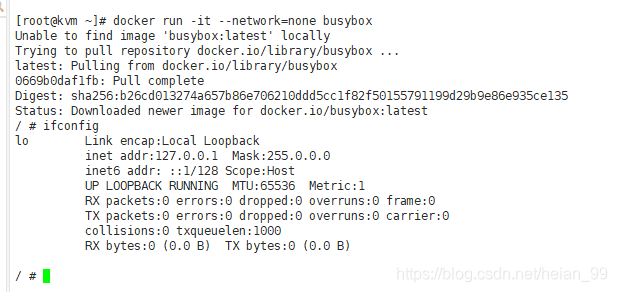 [root@kvm ~]# docker run -it --network=none busybox
Unable to find image 'busybox:latest' locally
Trying to pull repository docker.io/library/busybox ...
latest: Pulling from docker.io/library/busybox
0669b0daf1fb: Pull complete
Digest: sha256:b26cd013274a657b86e706210ddd5cc1f82f50155791199d29b9e86e935ce135
Status: Downloaded newer image for docker.io/busybox:latest
/ # ifconfig
lo        Link encap:Local Loopback
          inet addr:127.0.0.1  Mask:255.0.0.0
          inet6 addr: ::1/128 Scope:Host
          UP LOOPBACK RUNNING  MTU:65536  Metric:1
          RX packets:0 errors:0 dropped:0 overruns:0 frame:0
          TX packets:0 errors:0 dropped:0 overruns:0 carrier:0
          collisions:0 txqueuelen:1000
          RX bytes:0 (0.0 B)  TX bytes:0 (0.0 B)
/ #
https://blog.csdn.net/heian_99